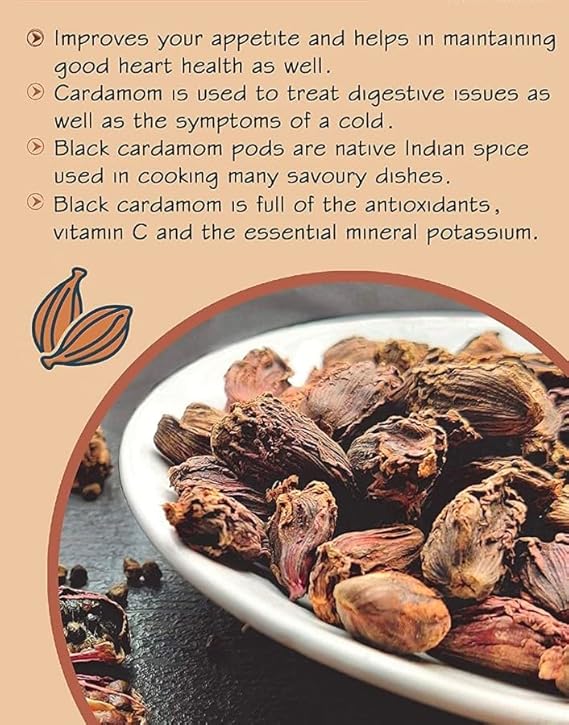 Improves your appetite and helps in maintaining
good heart health as well.
Cardamom is used to treat digestive issues as
well as the symptoms of a cold.
Black cardamom pods are native Indian spice
used in cooking many savoury dishes.
Black cardamom is full of the antioxidants,
vitamin C and the essential mineral potassium.